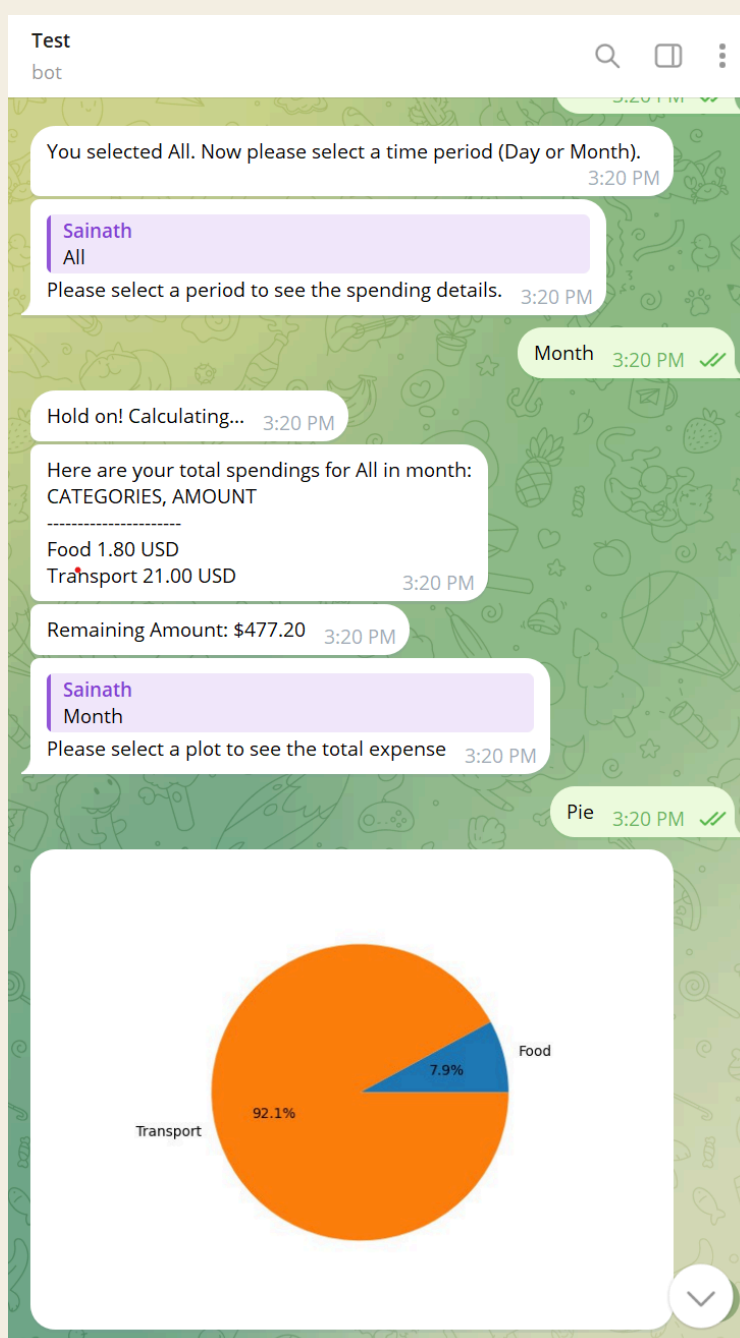 Test
bot
3:20 PM
You selected All. Now please select a time period (Day or Month).
3:20 PM
Sainath
All
Please select a period to see the spending details. 3:20 PM
Month 3:20 PM
Hold on! Calculating... 3:20 PM
Here are your total spendings for All in month:
CATEGORIES, AMOUNT
----------------------
Food 1.80 USD
Transport 21.00 USD 3:20 PM
Remaining Amount: $477.20 3:20 PM
Sainath
Month
Please select a plot to see the total expense 3:20 PM
Pie 3:20 PM
Food
7.9%
92.1%
Transport